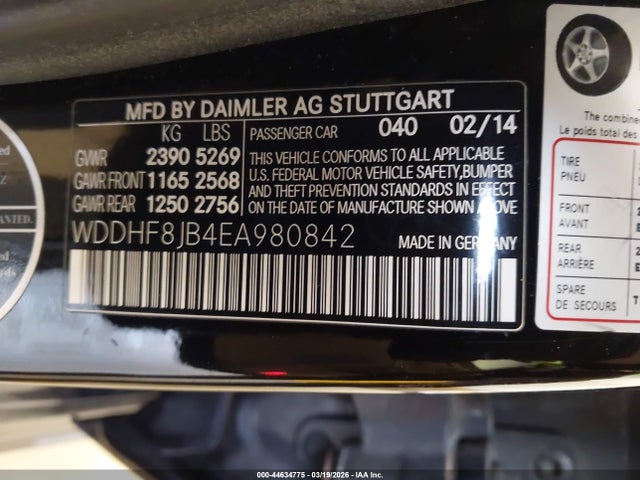 MFD BY DAIMLER AG STUTTGART
KG LBS
GVWR 2390 5269
GAWR FRONT 1165 2568
GAWR REAR 1250 2756
PASSENGER CAR 040 02/14
THIS VEHICLE CONFORMS TO ALL APPLICABLE
U.S. FEDERAL MOTOR VEHICLE SAFETY, BUMPER
AND THEFT PREVENTION STANDARDS IN EFFECT
ON THE DATE OF MANUFACTURE SHOWN ABOVE
WDDHF8JB4EA980842
MADE IN GERMANY
The combined
Le poids total des
TIRE
PNEU
FRONT
AVANT
REAR
ARRIÈRE
SPARE
DE SECOURS
000-44634775 - 03/19/2026 - IAA Inc.